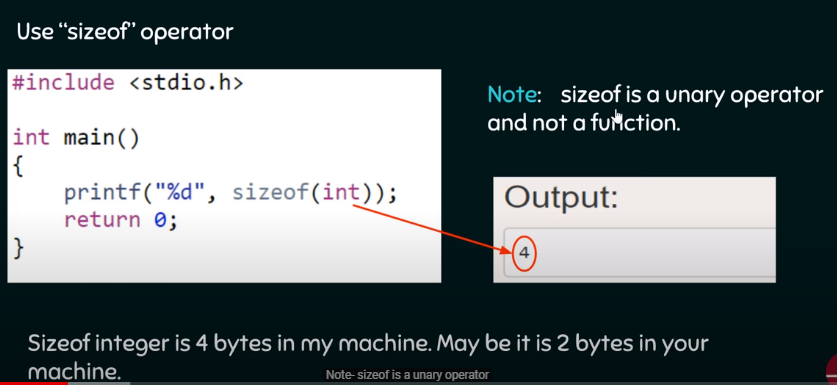 Use “sizeof” operator
#include <stdio.h>
int main()
{
    printf("%d", sizeof(int));
    return 0;
}
Note: sizeof is a unary operator
and not a function.
Output:
4
Sizeof integer is 4 bytes in my machine. May be it is 2 bytes in your
machine.
Note- sizeof is a unary operator